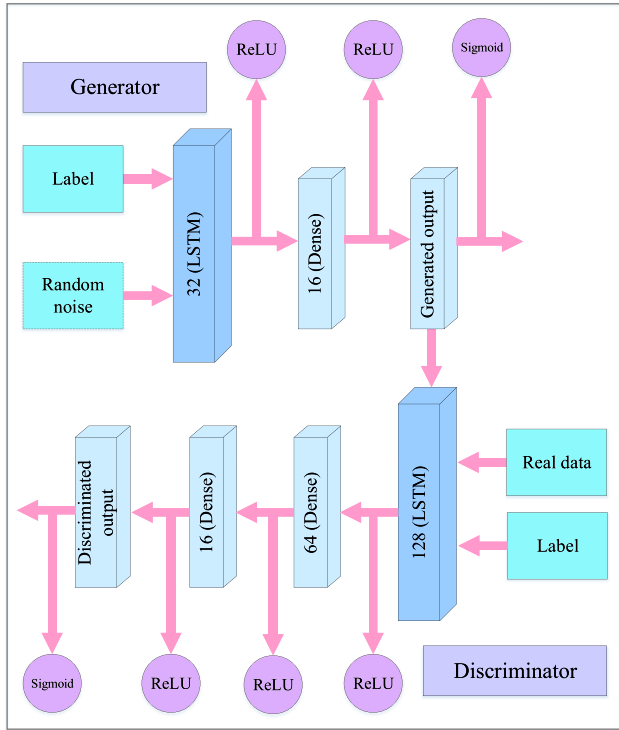 ReLU
ReLU
Sigmoid
Generator
Label
Random
noise
32 (LSTM)
16 (Dense)
Generated output
Real data
Label
128 (LSTM)
64 (Dense)
16 (Dense)
Discriminated
output
Sigmoid
ReLU
ReLU
ReLU
Discriminator